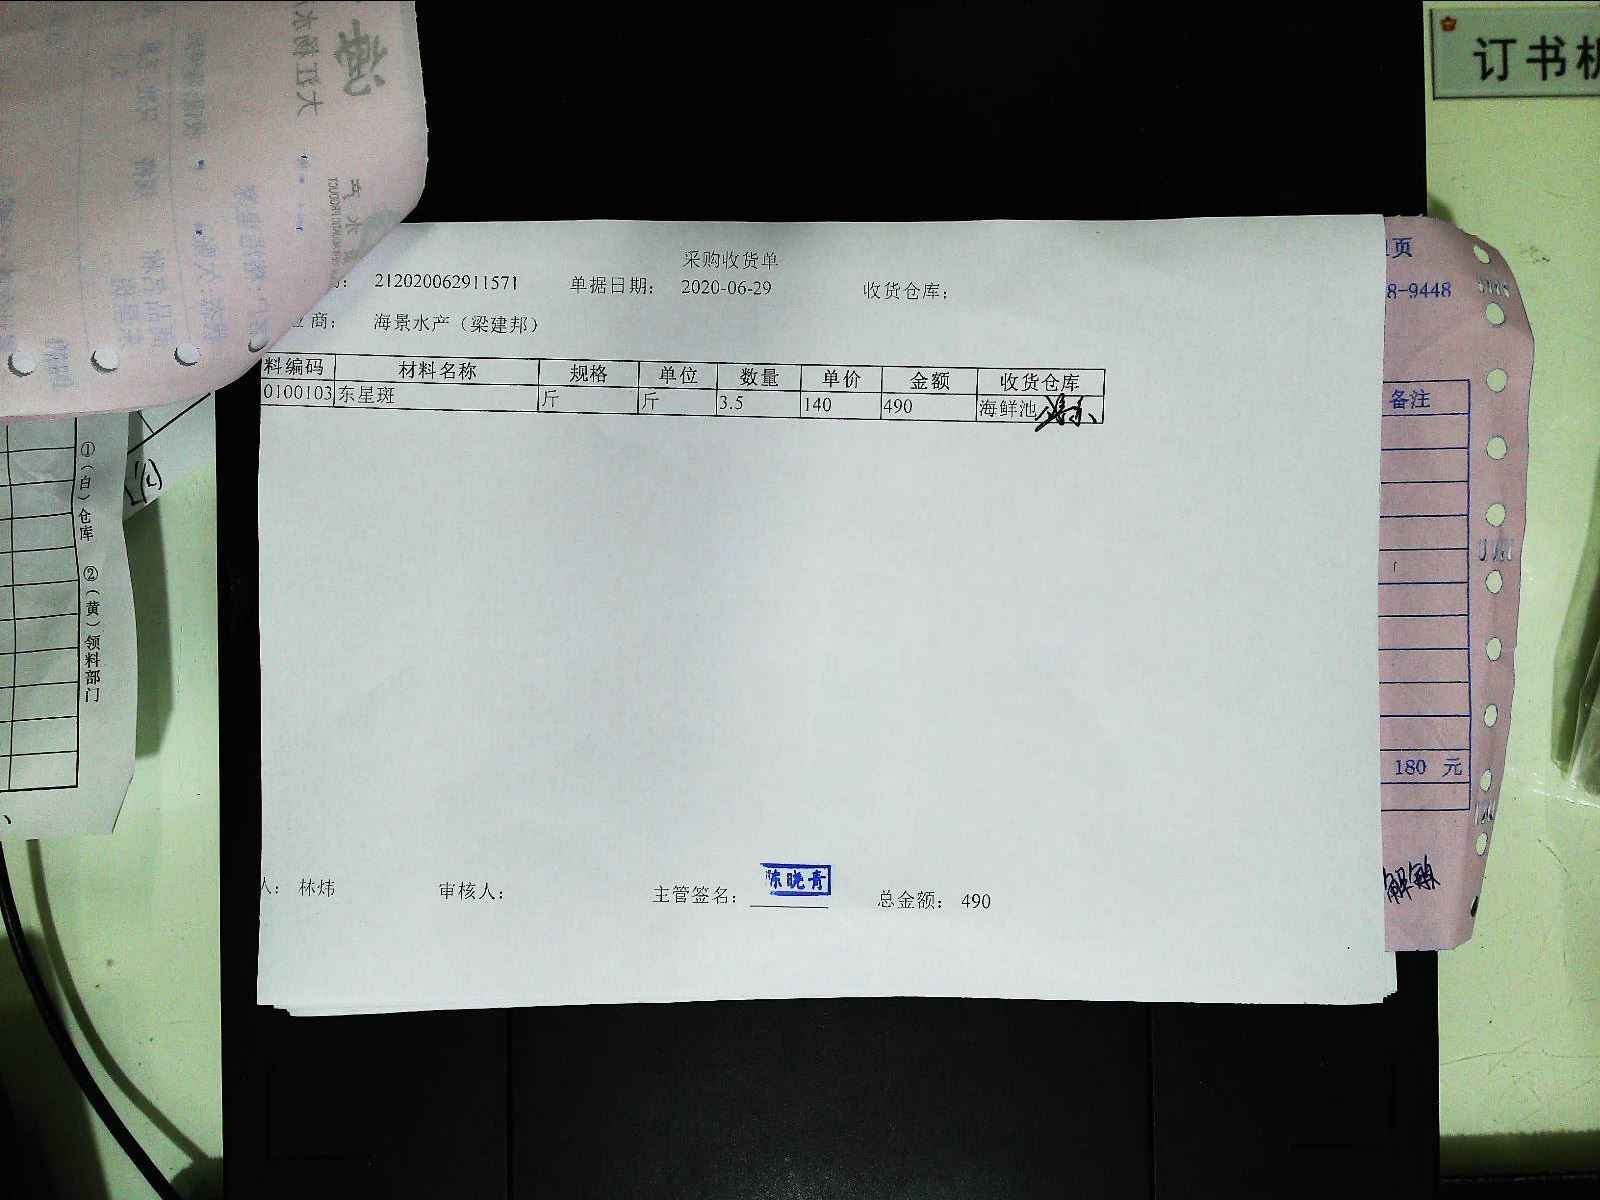 订书机
采购收货单
212020062911571 单据日期： 2020-06-29 收货仓库：
商： 海景水产（梁建邦）
料编码 材料名称 规格 单位 数量 单价 金额 收货仓库
0100103 东星斑 斤 斤 3.5 140 490 海鲜池
人： 林炜 审核人： 主管签名： 陈晓青 总金额： 490
页
8-9448
备注
180 元
①（白）仓库 ②（黄）领料部门